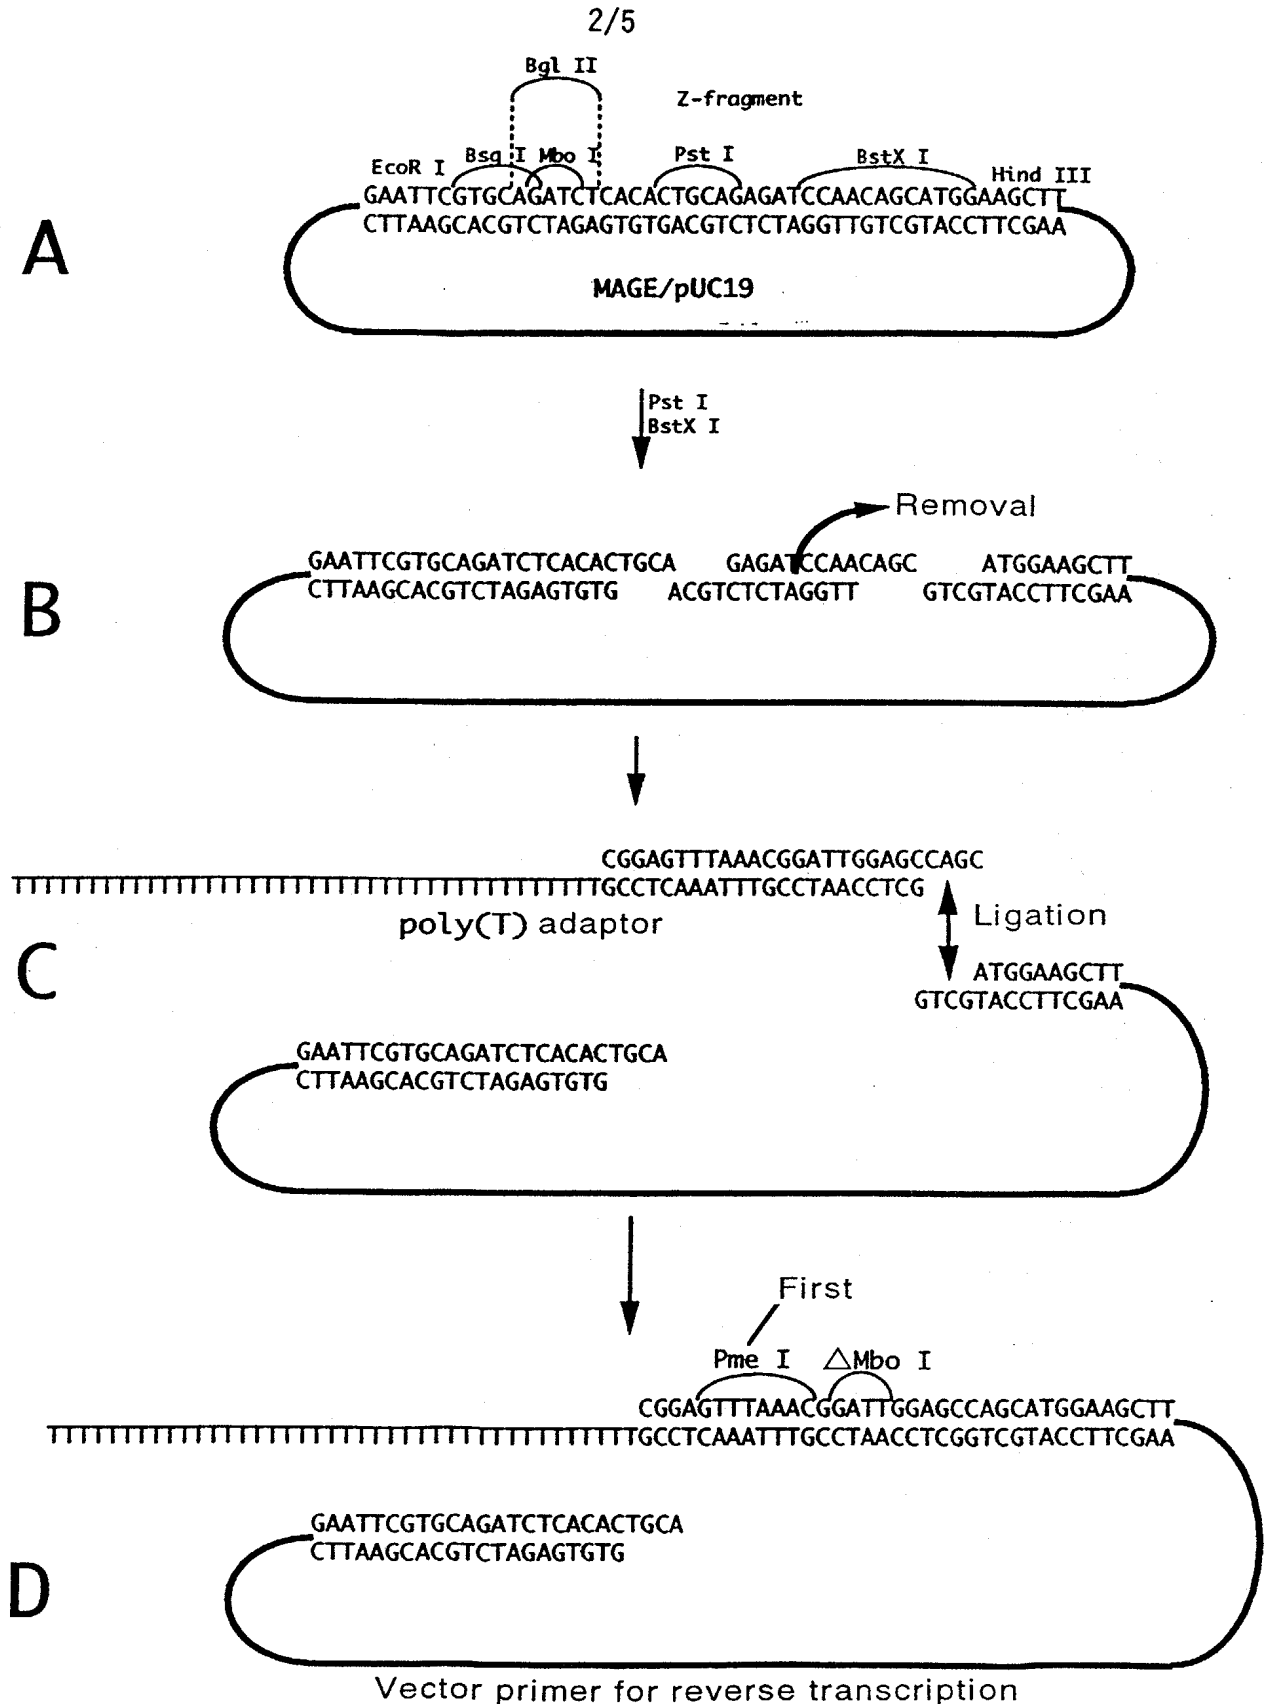 2/5
Bgl II
Z-fragment
EcoR I Bsg I Mbo I Pst I BstX I Hind III
GAATTCGTGCAGATCTCACACTGCAGAGATCCAACAGCATGGAAGCTT
CTTAAGCACGTCTAGAGTGTGACGTCTCTAGGTTGTCGTACCTTCGAA
A
MAGE/pUC19
Pst I
BstX I
Removal
GAATTCGTGCAGATCTCACACTGCA GAGATCCAACAGC ATGGAAGCTT
CTTAAGCACGTCTAGAGTGTG ACGTCTCTAGGTT GTCGTACCTTCGAA
B
CGGAGTTTAAACGGATTGGAGCCAGC
TTTTTTTTTTTTTTTTTTTTTTTTTTTTTTTTTTTTTTTTGCCTCAAATTTGCCTAACCTCG
poly(T) adaptor
Ligation
C
ATGGAAGCTT
GTCGTACCTTCGAA
GAATTCGTGCAGATCTCACACTGCA
CTTAAGCACGTCTAGAGTGTG
First
Pme I △Mbo I
CGGAGTTTAAACGGATTGGAGCCAGCATGGAAGCTT
TTTTTTTTTTTTTTTTTTTTTTTTTTTTTTTTTTTTTTTTGCCTCAAATTTGCCTAACCTCGGTCGTACCTTCGAA
GAATTCGTGCAGATCTCACACTGCA
CTTAAGCACGTCTAGAGTGTG
D
Vector primer for reverse transcription